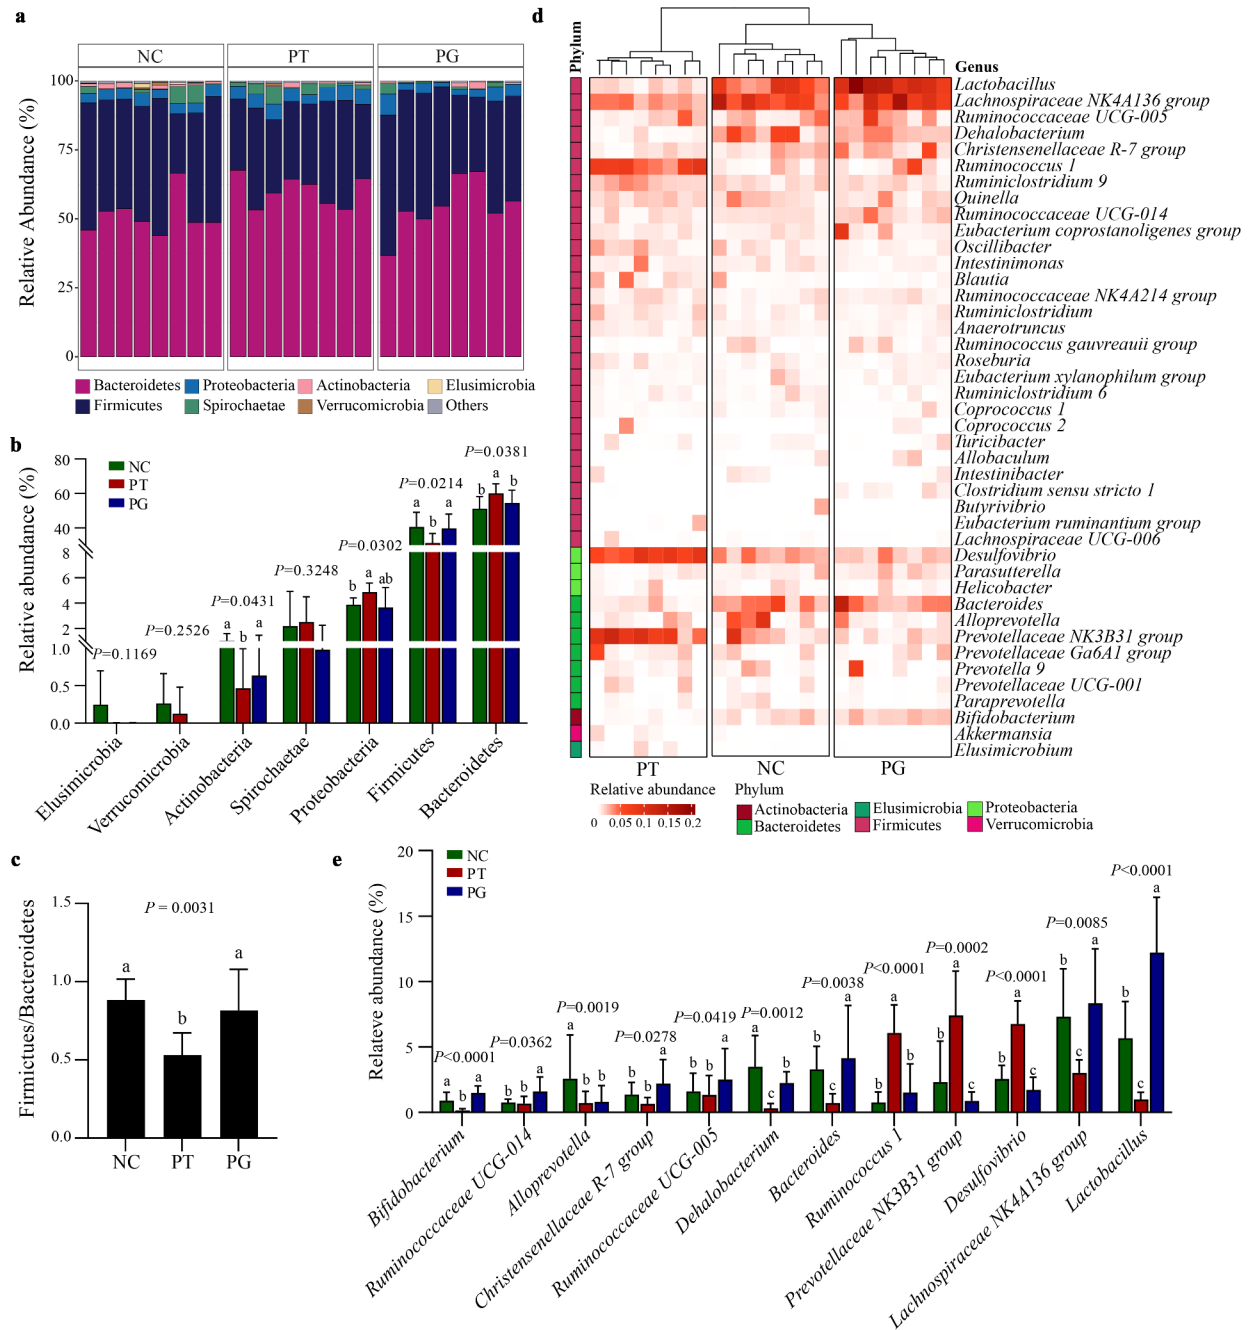 a
NC PT PG
Relative Abundance (%)
100
75
50
25
0
Bacteroidetes Proteobacteria Actinobacteria Elusimicrobia
Firmicutes Spirochaetae Verrucomicrobia Others
b
Relative abundance (%)
80
60
40
8
6
4
2
1.0
0.5
0.0
NC
PT
PG
P=0.1169
P=0.2526
P=0.0431
a b a
P=0.3248
P=0.0302
b a ab
P=0.0214
a b a
P=0.0381
b a b
Elusimicrobia
Verrucomicrobia
Actinobacteria
Spirochaetae
Proteobacteria
Firmicutes
Bacteroidetes
c
Firmictues/Bacteroidetes
1.5
1.0
0.5
0.0
P = 0.0031
a b a
NC PT PG
d
Phylum
Genus
Lactobacillus
Lachnospiraceae NK4A136 group
Ruminococcaceae UCG-005
Dehalobacterium
Christensenellaceae R-7 group
Ruminococcus 1
Ruminiclostridium 9
Quinella
Ruminococcaceae UCG-014
Eubacterium coprostanoligenes group
Oscillibacter
Intestinimonas
Blautia
Ruminococcaceae NK4A214 group
Ruminiclostridium
Anaerotruncus
Ruminococcus gauvreauii group
Roseburia
Eubacterium xylanophilum group
Ruminiclostridium 6
Coprococcus 1
Coprococcus 2
Turicibacter
Allobaculum
Intestinibacter
Clostridium sensu stricto 1
Butyrivibrio
Eubacterium ruminantium group
Lachnospiraceae UCG-006
Desulfovibrio
Parasutterella
Helicobacter
Bacteroides
Alloprevotella
Prevotellaceae NK3B31 group
Prevotellaceae Ga6A1 group
Prevotella 9
Prevotellaceae UCG-001
Paraprevotella
Bifidobacterium
Akkermansia
Elusimicrobium
PT NC PG
Relative abundance
0 0.05 0.1 0.15 0.2
Phylum
Actinobacteria Elusimicrobia Proteobacteria
Bacteroidetes Firmicutes Verrucomicrobia
e
Relateve abundance (%)
20
15
10
5
0
NC
PT
PG
P<0.0001
a b a
P=0.0362
b b a
P=0.0019
a b b
P=0.0278
b b a
P=0.0419
b b a
P=0.0012
a c b
P=0.0038
b c a
P<0.0001
b a b
P=0.0002
b a c
P<0.0001
b a c
P=0.0085
b c a
P<0.0001
b c a
Bifidobacterium
Ruminococcaceae UCG-014
Alloprevotella
Christensenellaceae R-7 group
Ruminococcaceae UCG-005
Dehalobacterium
Bacteroides
Ruminococcus 1
Prevotellaceae NK3B31 group
Desulfovibrio
Lachnospiraceae NK4A136 group
Lactobacillus